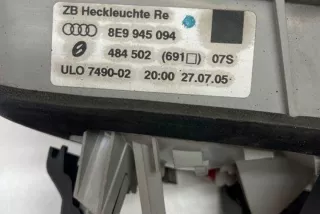 ZB Heckleuchte Re
8E9 945 094
484 502 (691□) 07S
ULO 7490-02 20:00 27.07.05